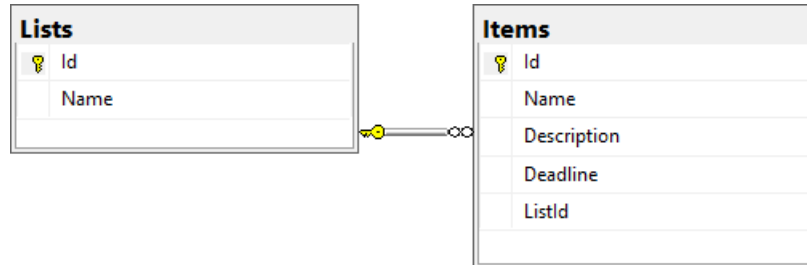 Lists
Id
Name
Items
Id
Name
Description
Deadline
ListId